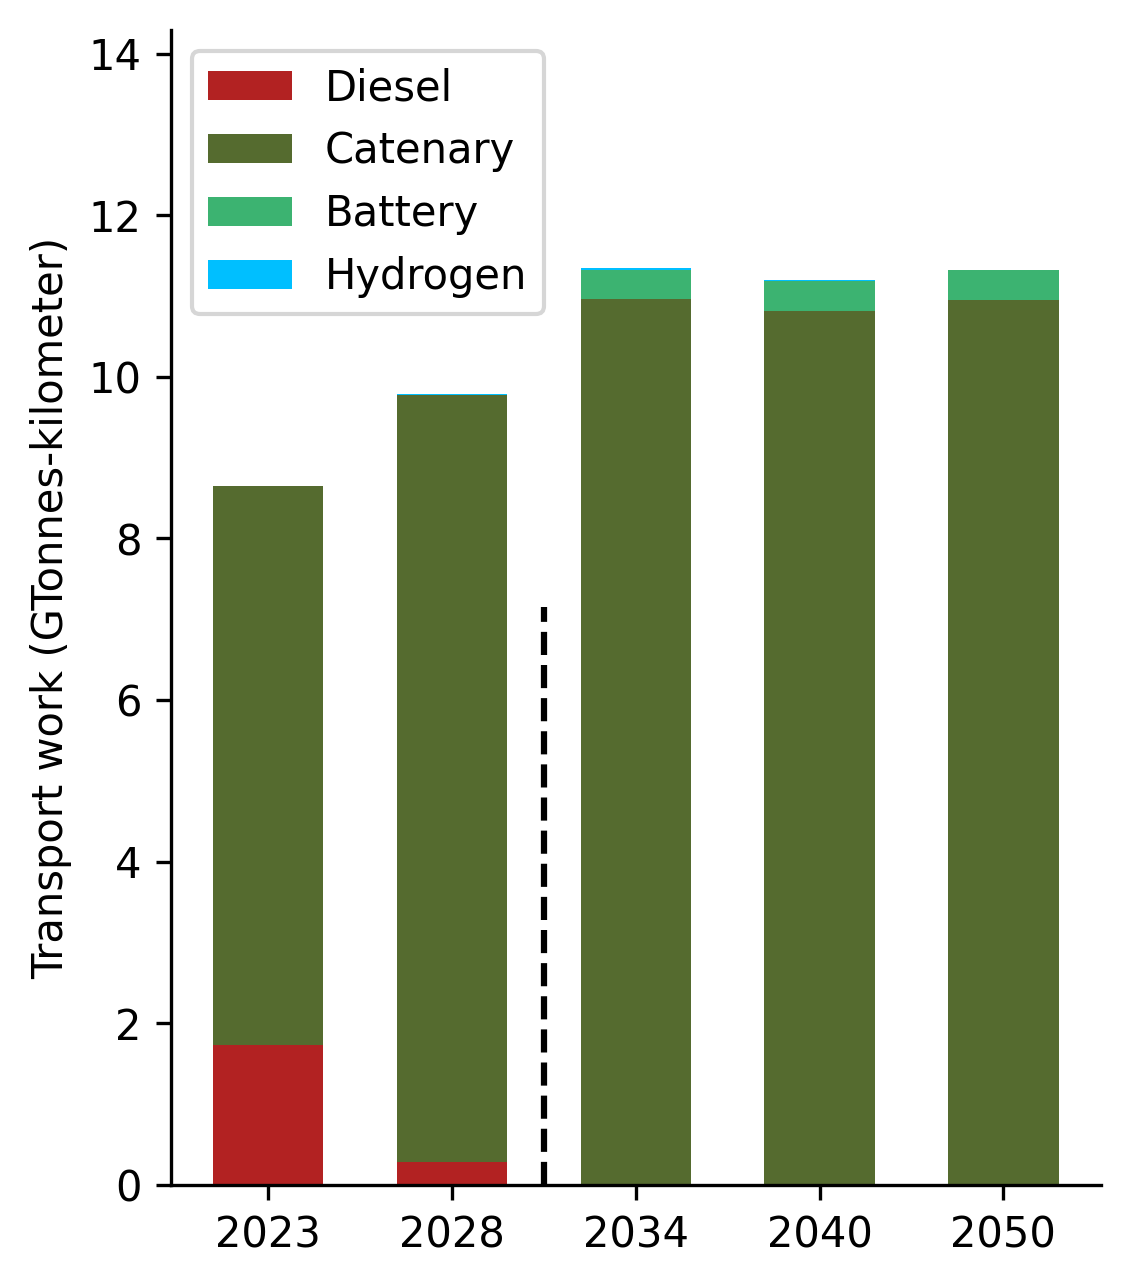 14
12
10
8
6
4
2
0
Transport work (GTonnes-kilometer)
Diesel
Catenary
Battery
Hydrogen
2023 2028 2034 2040 2050